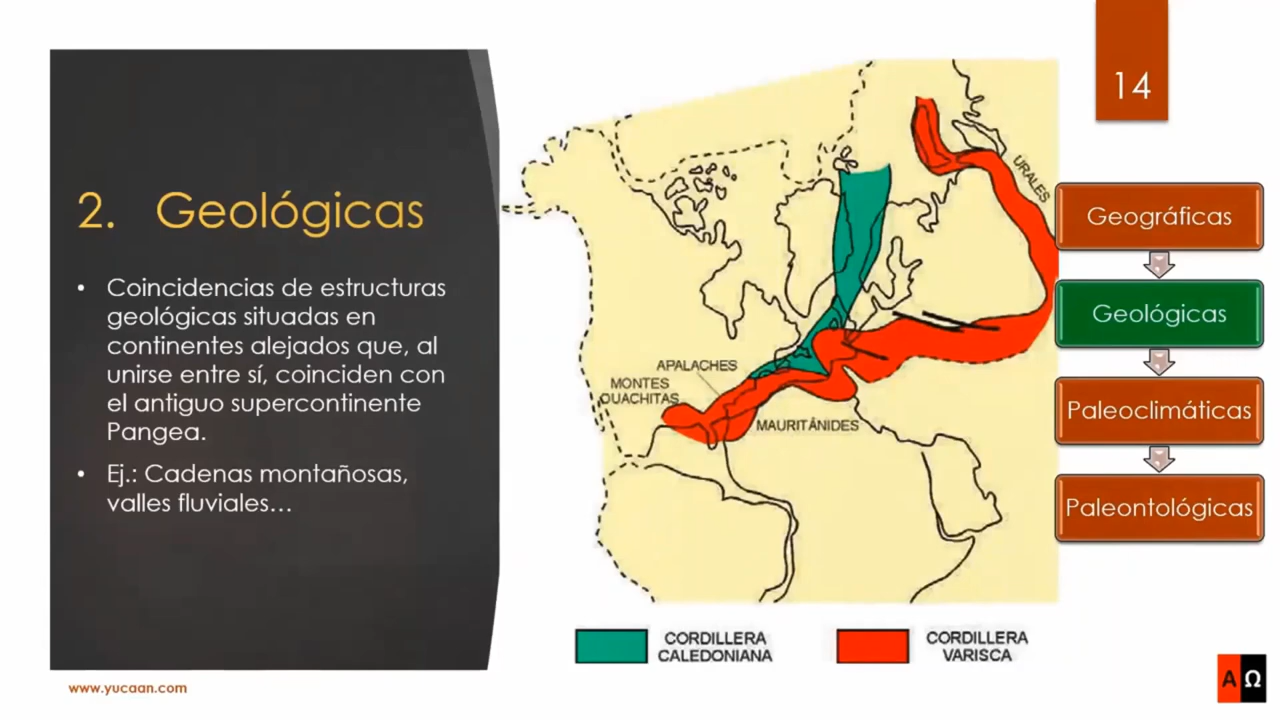 14
2. Geológicas
• Coincidencias de estructuras
geológicas situadas en
continentes alejados que, al
unirse entre sí, coinciden con
el antiguo supercontinente
Pangea.
• Ej.: Cadenas montañosas,
valles fluviales...
URALES
APALACHES
MONTES
OUACHITAS
MAURITÂNIDES
CORDILLERA
CALEDONIANA
CORDILLERA
VARISCA
Geográficas
Geológicas
Paleoclimáticas
Paleontológicas
www.yucaan.com
ΑΩ